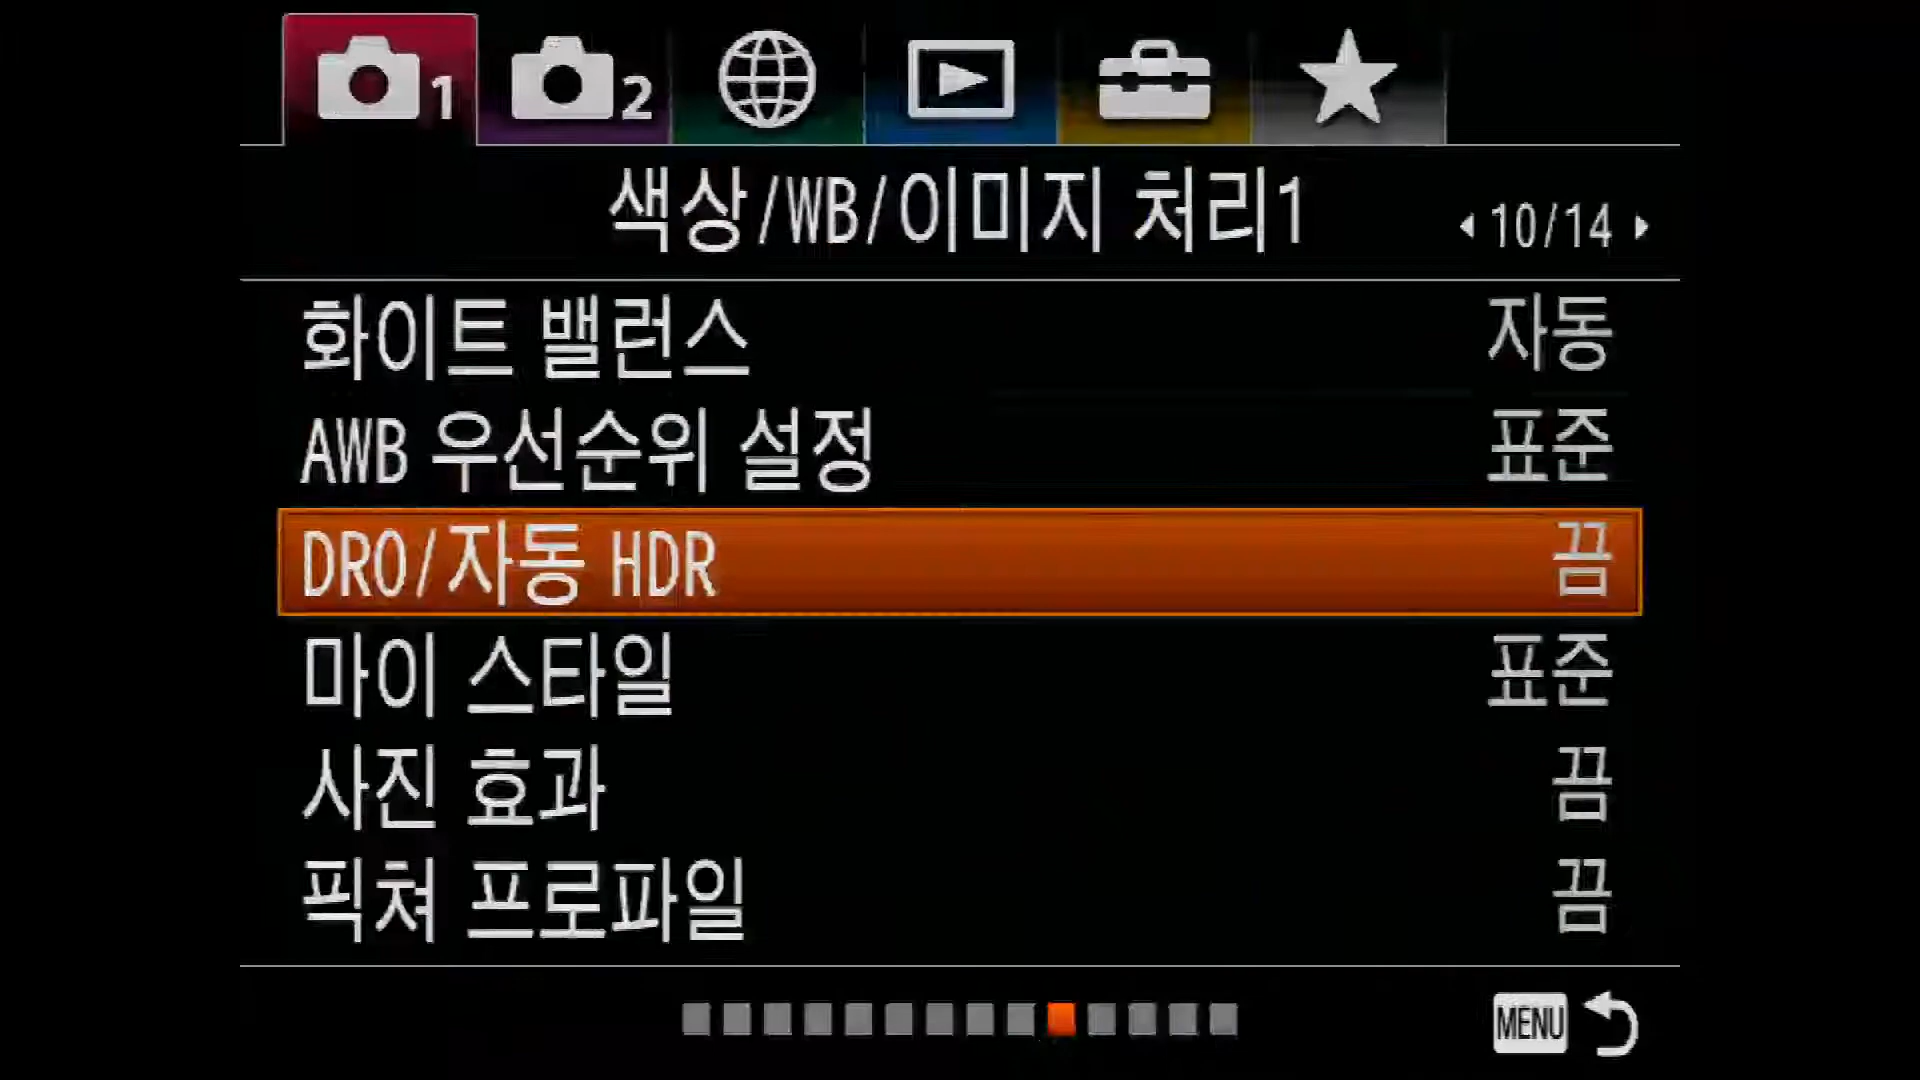 1 2
색상/WB/이미지 처리1 10/14
화이트 밸런스 자동
AWB 우선순위 설정 표준
DRO/자동 HDR 끔
마이 스타일 표준
사진 효과 끔
픽쳐 프로파일 끔
MENU